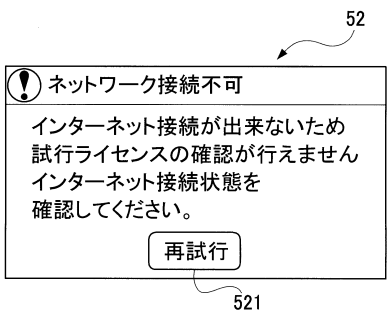 52
ネットワーク接続不可
インターネット接続が出来ないため
試行ライセンスの確認が行えません
インターネット接続状態を
確認してください。
再試行
521